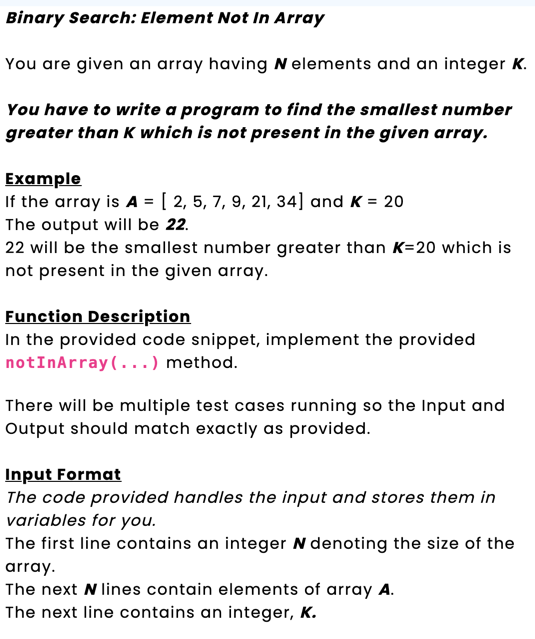 Binary Search: Element Not In Array
You are given an array having N elements and an integer K.
You have to write a program to find the smallest number
greater than K which is not present in the given array.
Example
If the array is A = [ 2, 5, 7, 9, 21, 34] and K = 20
The output will be 22.
22 will be the smallest number greater than K=20 which is
not present in the given array.
Function Description
In the provided code snippet, implement the provided
notInArray(...) method.
There will be multiple test cases running so the Input and
Output should match exactly as provided.
Input Format
The code provided handles the input and stores them in
variables for you.
The first line contains an integer N denoting the size of the
array.
The next N lines contain elements of array A.
The next line contains an integer, K.